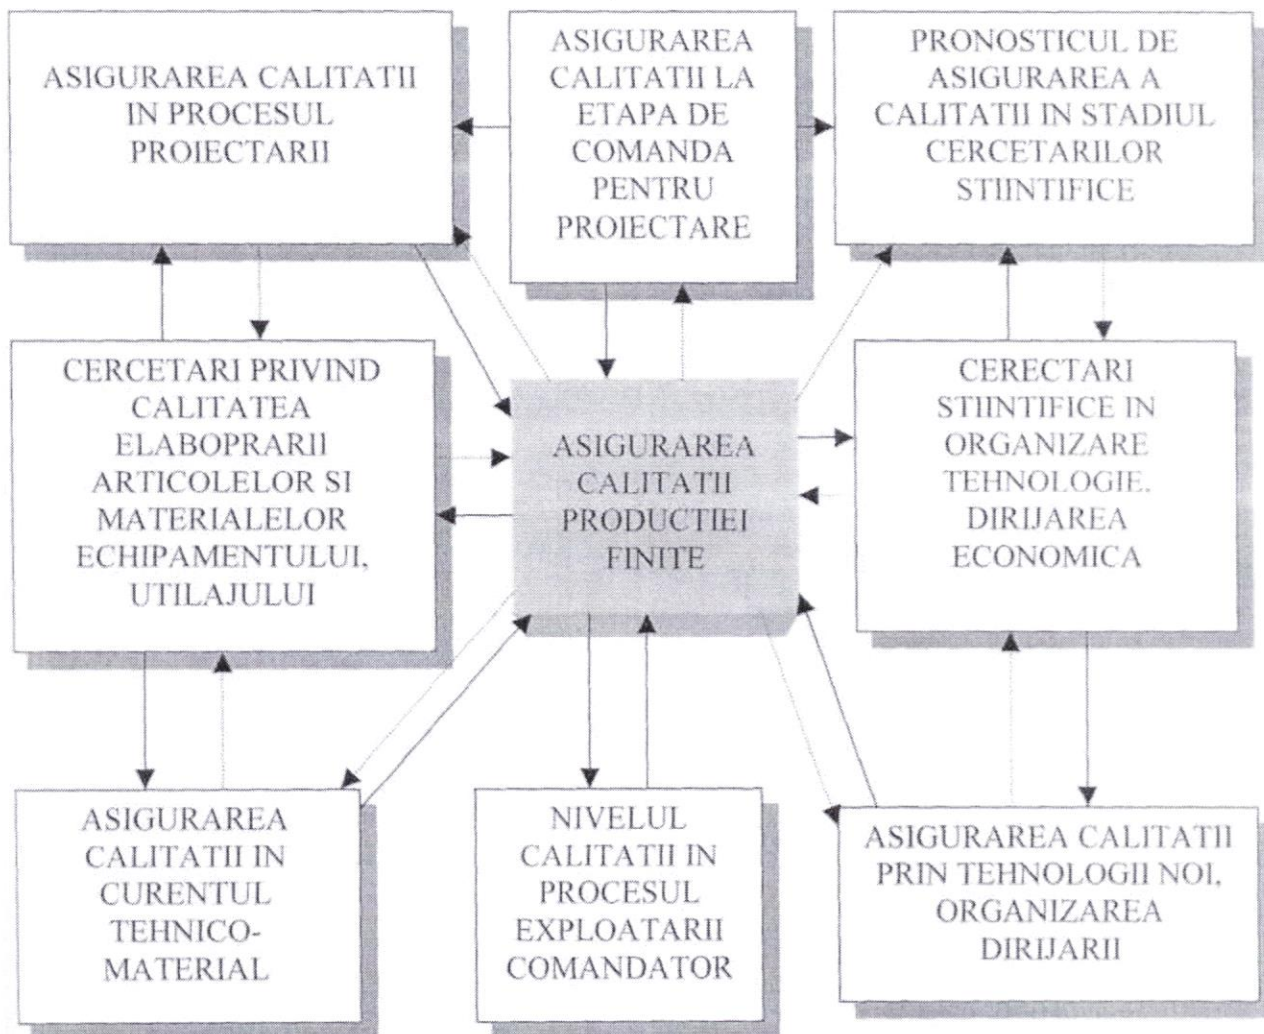 ASIGURAREA CALITATII
IN PROCESUL
PROIECTARII
ASIGURAREA
CALITATII LA
ETAPA DE
COMANDA
PENTRU
PROIECTARE
PRONOSTICUL DE
ASIGURAREA A
CALITATII IN STADIUL
CERCETARILOR
STIINTIFICE
CERCETARI PRIVIND
CALITATEA
ELABOPRARII
ARTICOLELOR SI
MATERIALELOR
ECHIPAMENTULUI,
UTILAJULUI
ASIGURAREA
CALITATII
PRODUCTIEI
FINITE
CERECTARI
STIINTIFICE IN
ORGANIZARE
TEHNOLOGIE,
DIRIJAREA
ECONOMICA
ASIGURAREA
CALITATII IN
CURENTUL
TEHNICO-
MATERIAL
NIVELUL
CALITATII IN
PROCESUL
EXPLOATARII
COMANDATOR
ASIGURAREA CALITATII
PRIN TEHNOLOGII NOI,
ORGANIZAREA
DIRIJARII